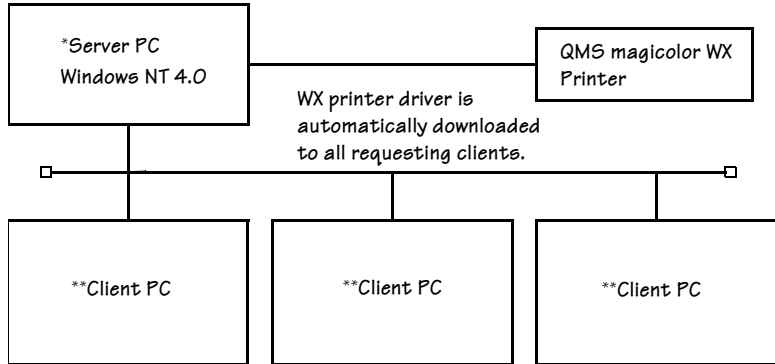 *Server PC
Windows NT 4.0
QMS magicolor WX
Printer
WX printer driver is
automatically downloaded
to all requesting clients.
**Client PC
**Client PC
**Client PC